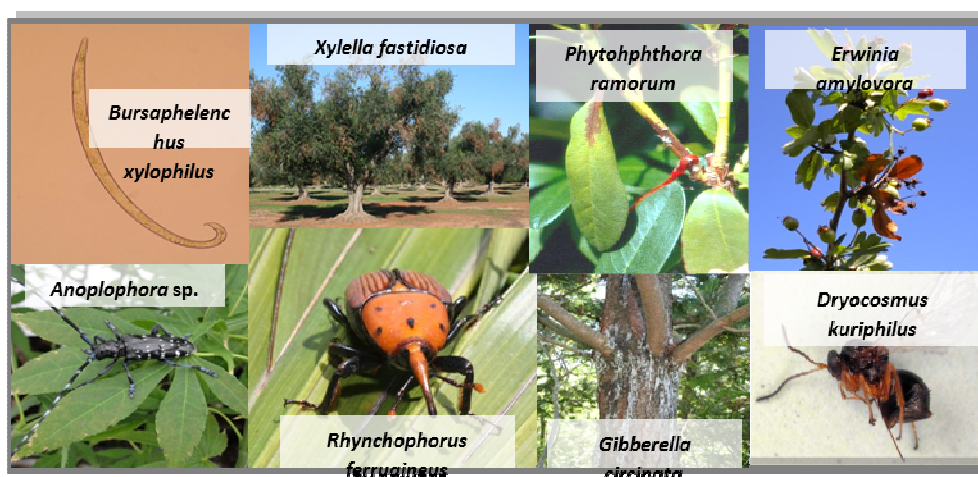 Bursaphelenc
hus
xylophilus
Xylella fastidiosa
Phytohphthora
ramorum
Erwinia
amylovora
Anoplophora sp.
Rhynchophorus
ferrugineus
Gibberella
circinata
Dryocosmus
kuriphilus